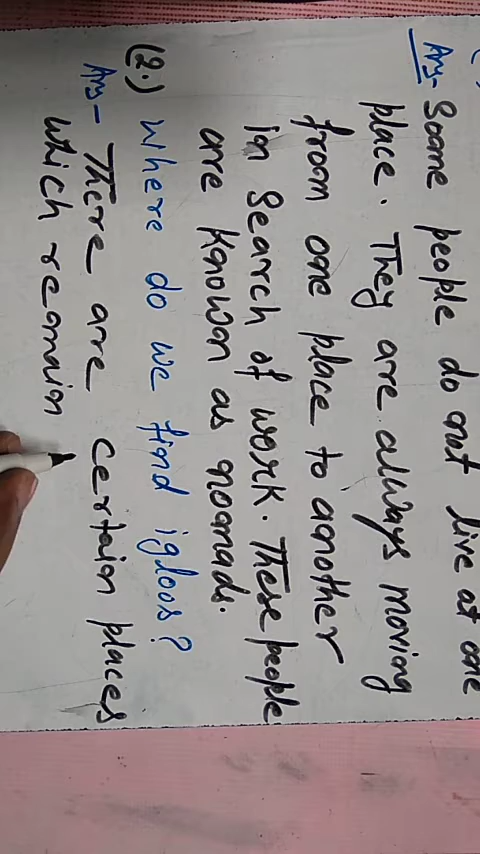 Ans- Some people do not live at one
place. They are always moving
from one place to another
in Search of work. These people
are known as nomads.
(2.) where do we find igloos?
Ans- There are certain places
which remain